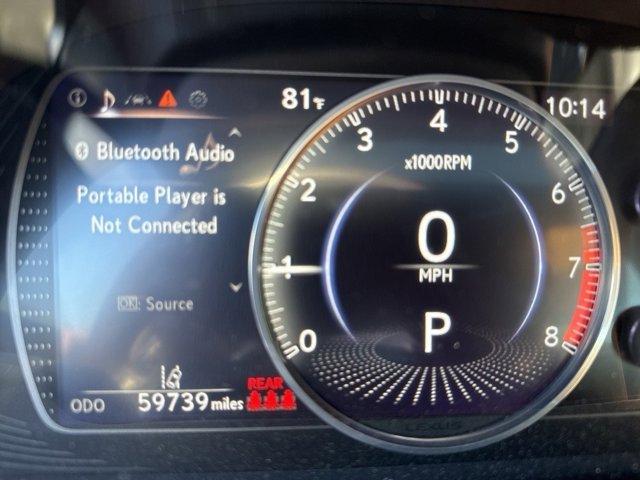 81°F
10:14
Bluetooth Audio
Portable Player is
Not Connected
OK: Source
ODO 59739 miles
REAR
0
1
2
3
4
5
6
7
8
x1000RPM
0
MPH
P
LEXUS